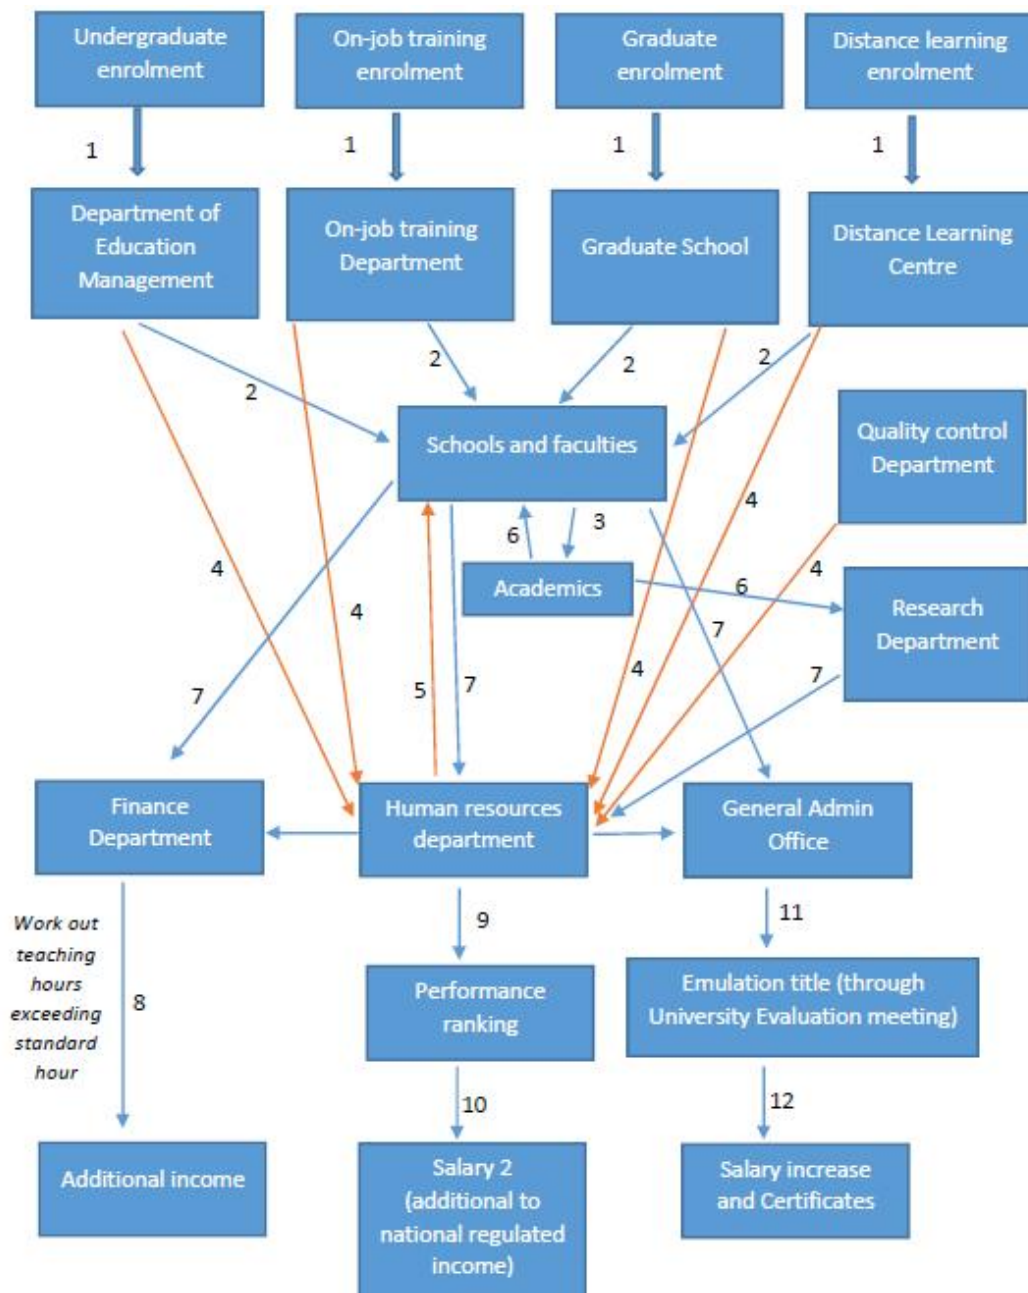 Undergraduate
enrolment
On-job training
enrolment
Graduate
enrolment
Distance learning
enrolment
1
1
1
1
Department of
Education
Management
On-job training
Department
Graduate School
Distance Learning
Centre
2
2
2
2
Schools and faculties
Quality control
Department
4
6
3
4
4
Academics
6
Research
Department
4
7
4
5
7
7
7
Finance
Department
Human resources
department
General Admin
Office
Work out
teaching
hours
exceeding
standard
hour
8
9
11
Performance
ranking
Emulation title (through
University Evaluation meeting)
10
12
Additional income
Salary 2
(additional to
national regulated
income)
Salary increase
and Certificates